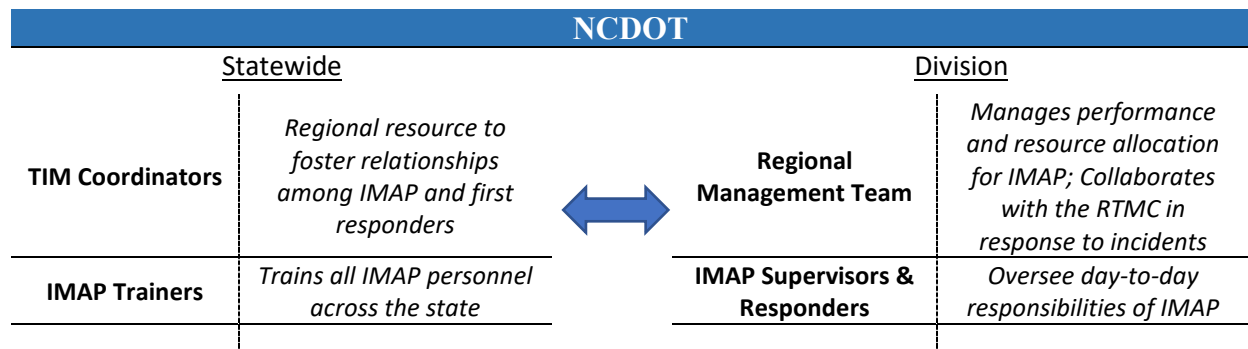 NCDOT
Statewide
TIM Coordinators
Regional resource to
foster relationships
among IMAP and first
responders
IMAP Trainers
Trains all IMAP personnel
across the state
Division
Regional
Management Team
Manages performance
and resource allocation
for IMAP; Collaborates
with the RTMC in
response to incidents
IMAP Supervisors &
Responders
Oversee day-to-day
responsibilities of IMAP